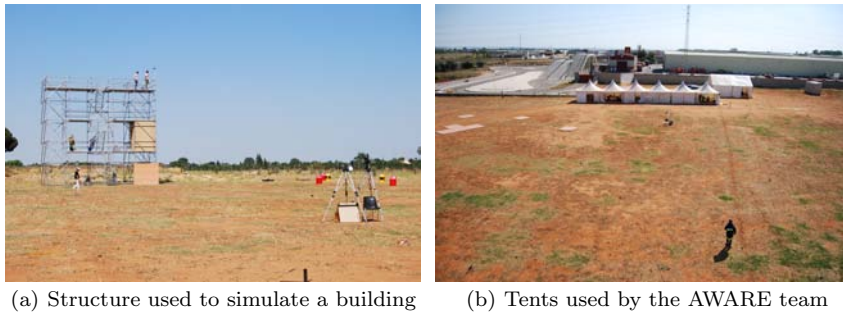 (a) Structure used to simulate a building
(b) Tents used by the AWARE team